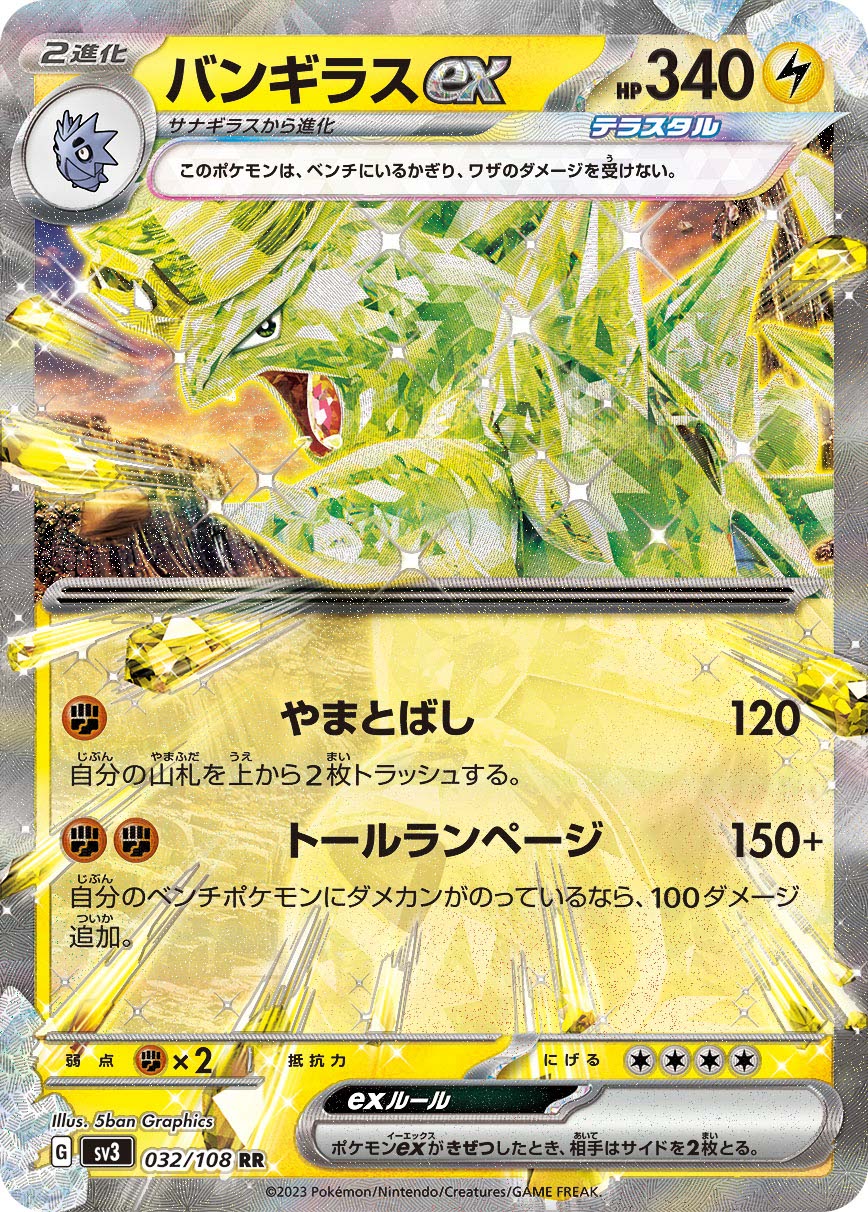 2進化
バンギラスex
HP340
サナギラスから進化
テラスタル
このポケモンは、ベンチにいるかぎり、ワザのダメージを受けない。
やまとばし 120
自分の山札を上から2枚トラッシュする。
トールランページ 150+
自分のベンチポケモンにダメカンがのっているなら、100ダメージ
追加。
弱点 ×2 抵抗力 にげる
exルール
ポケモンexがきぜつしたとき、相手はサイドを2枚とる。
Illus. 5ban Graphics
G sv3 032/108 RR
©2023 Pokémon/Nintendo/Creatures/GAME FREAK.